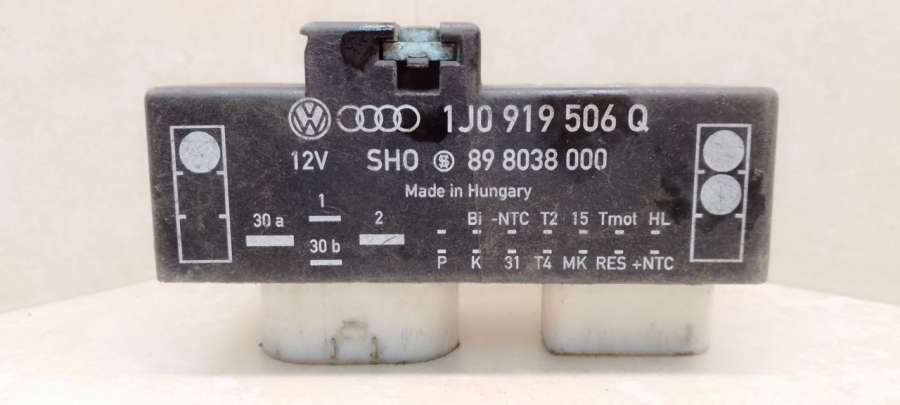 1J0 919 506 Q
12V SHO 89 8038 000
Made in Hungary
1 2 Bi -NTC T2 15 Tmot HL
30 a
30 b P K 31 T4 MK RES +NTC